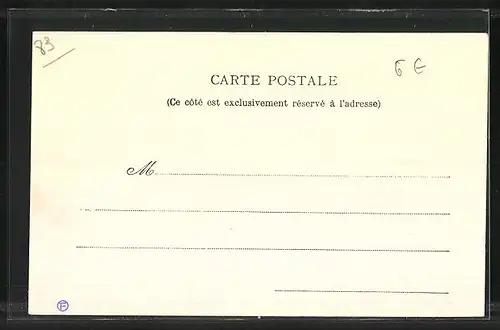 83
6 €
CARTE POSTALE
(Ce côté est exclusivement réservé à l'adresse)
M
F